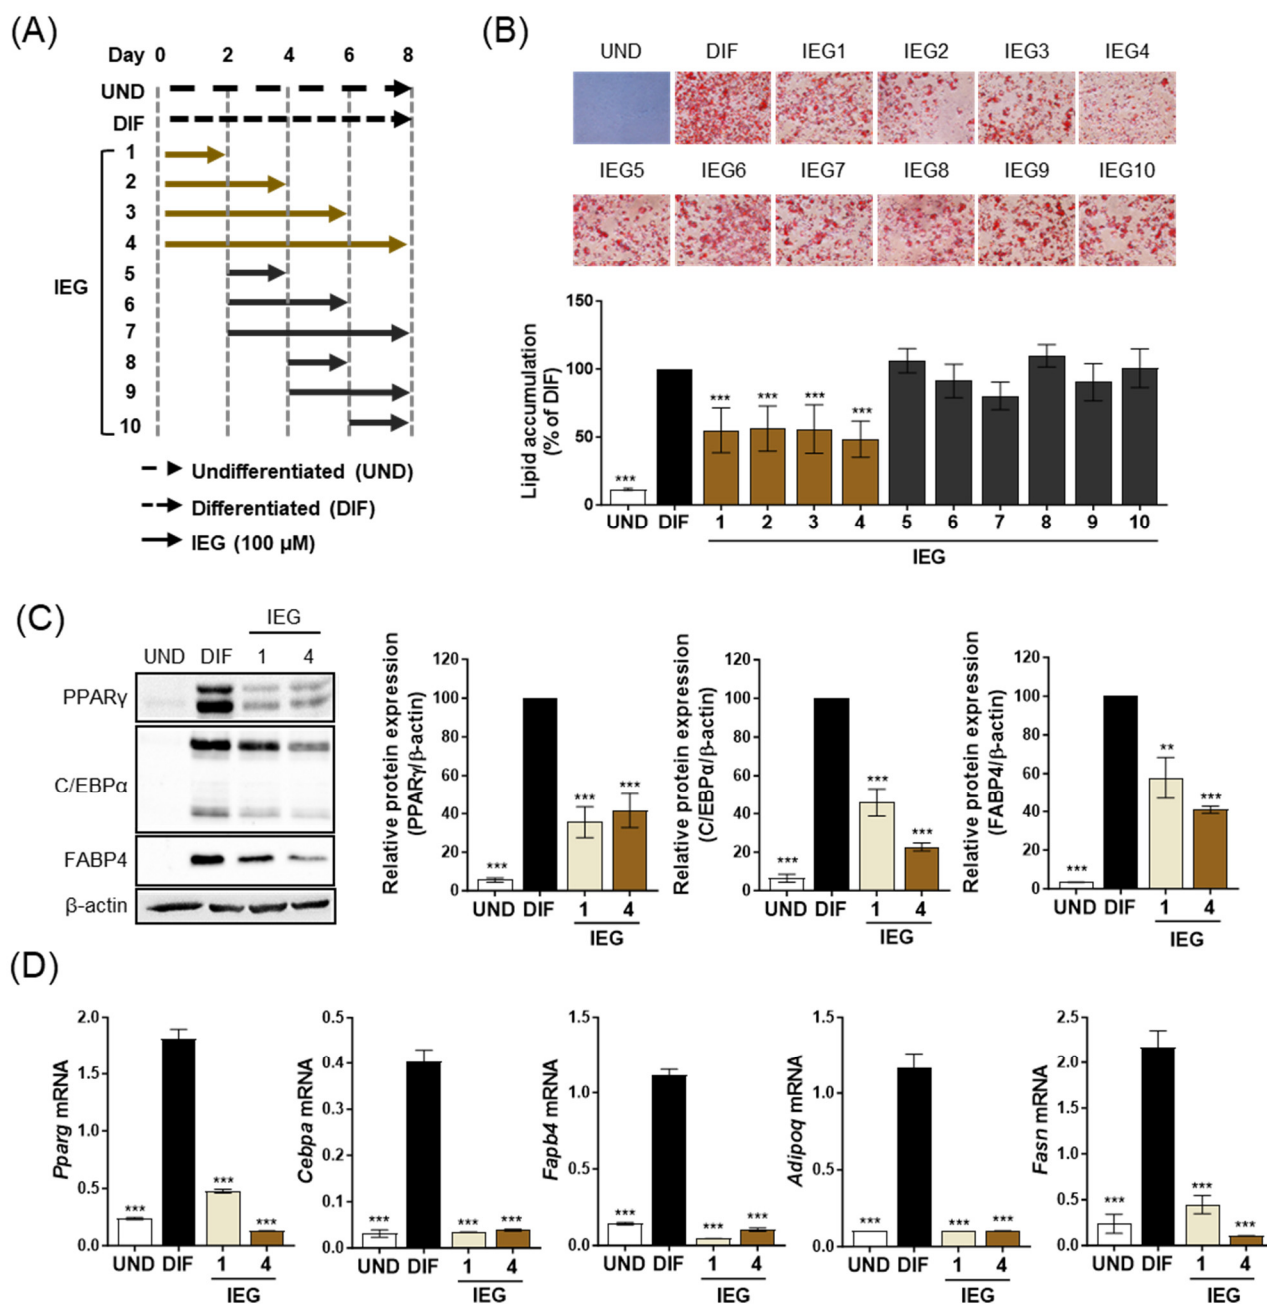 (A)
Day 0 2 4 6 8
UND
DIF
IEG
1
2
3
4
5
6
7
8
9
10
Undifferentiated (UND)
Differentiated (DIF)
IEG (100 µM)
(B)
UND DIF IEG1 IEG2 IEG3 IEG4
IEG5 IEG6 IEG7 IEG8 IEG9 IEG10
Lipid accumulation
(% of DIF)
150
100
50
0
*** *** *** *** ***
UND DIF 1 2 3 4 5 6 7 8 9 10
IEG
(C)
IEG
UND DIF 1 4
PPARγ
C/EBPα
FABP4
β-actin
Relative protein expression
(PPARγ/β-actin)
120
100
80
60
40
20
0
*** *** ***
UND DIF 1 4
IEG
Relative protein expression
(C/EBPα/β-actin)
120
100
80
60
40
20
0
*** *** ***
UND DIF 1 4
IEG
Relative protein expression
(FABP4/β-actin)
120
100
80
60
40
20
0
*** ** ***
UND DIF 1 4
IEG
(D)
Pparg mRNA
2.0
1.5
1.0
0.5
0.0
*** *** ***
UND DIF 1 4
IEG
Cebpa mRNA
0.5
0.4
0.3
0.2
0.1
0.0
*** *** ***
UND DIF 1 4
IEG
Fapb4 mRNA
1.5
1.0
0.5
0.0
*** *** ***
UND DIF 1 4
IEG
Adipoq mRNA
1.5
1.0
0.5
0.0
*** *** ***
UND DIF 1 4
IEG
Fasn mRNA
2.5
2.0
1.5
1.0
0.5
0.0
*** *** ***
UND DIF 1 4
IEG